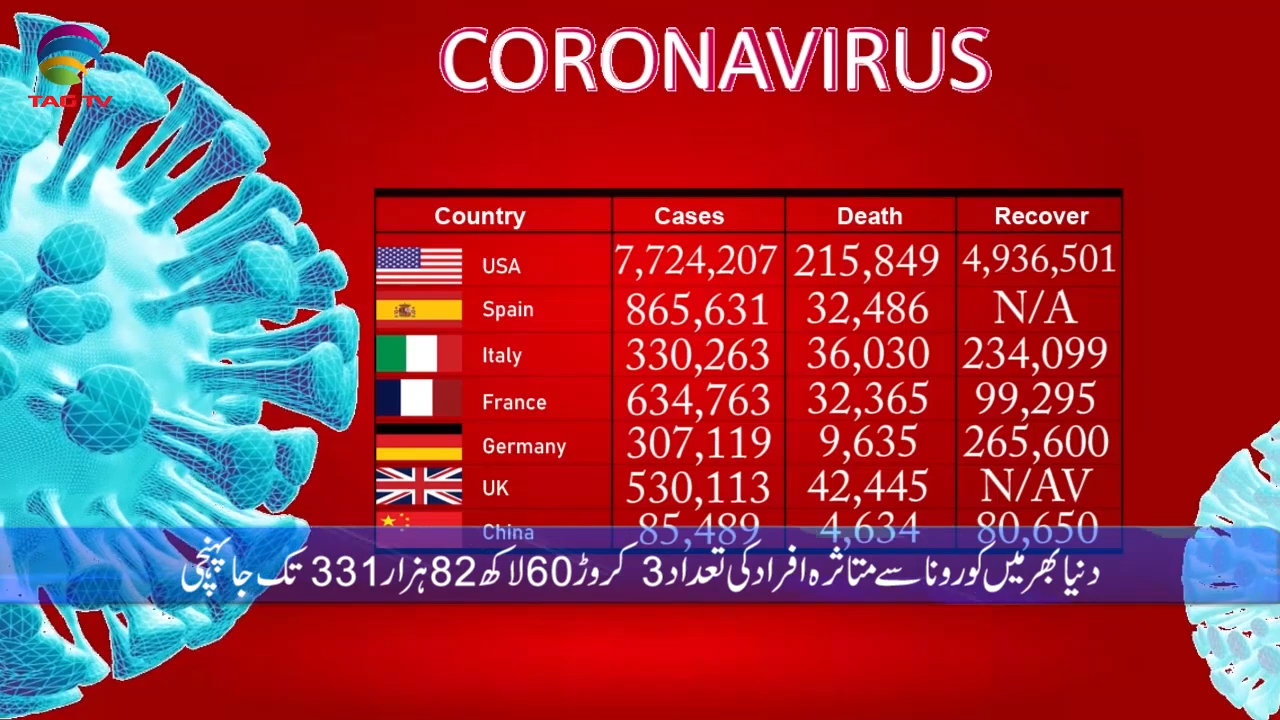 TAG TV
CORONAVIRUS
Country Cases Death Recover
USA 7,724,207 215,849 4,936,501
Spain 865,631 32,486 N/A
Italy 330,263 36,030 234,099
France 634,763 32,365 99,295
Germany 307,119 9,635 265,600
UK 530,113 42,445 N/AV
China 85,489 4,634 80,650
دنیا بھر میں کورونا سے متاثرہ افراد کی تعداد 3 کروڑ 60 لاکھ 82 ہزار 331 تک جا پہنچی